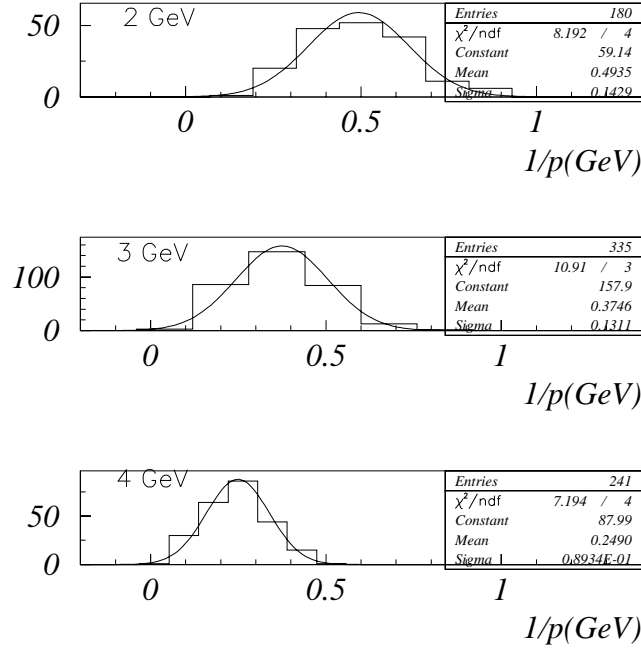 2 GeV
50
0
0
0.5
1
1/p(GeV)
Entries 180
χ²/ndf 8.192 / 4
Constant 59.14
Mean 0.4935
Sigma 0.1429
3 GeV
100
0
0
0.5
1
1/p(GeV)
Entries 335
χ²/ndf 10.91 / 3
Constant 157.9
Mean 0.3746
Sigma 0.1311
4 GeV
50
0
0
0.5
1
1/p(GeV)
Entries 241
χ²/ndf 7.194 / 4
Constant 87.99
Mean 0.2490
Sigma 0.8934E-01